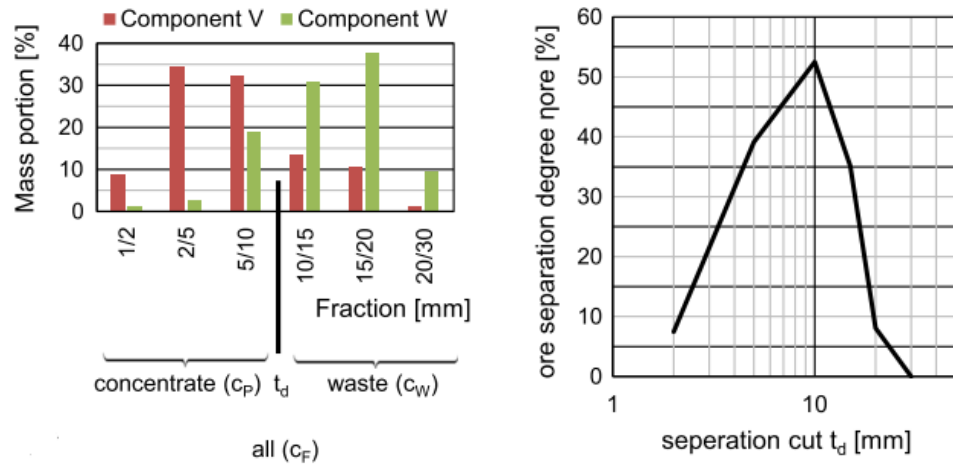 Component V Component W
Mass portion [%]
40
30
20
10
0
1/2 2/5 5/10 10/15 15/20 20/30
Fraction [mm]
concentrate (cP) td waste (cW)
all (cF)
ore separation degree ηore [%]
60
50
40
30
20
10
0
1 10
seperation cut td [mm]